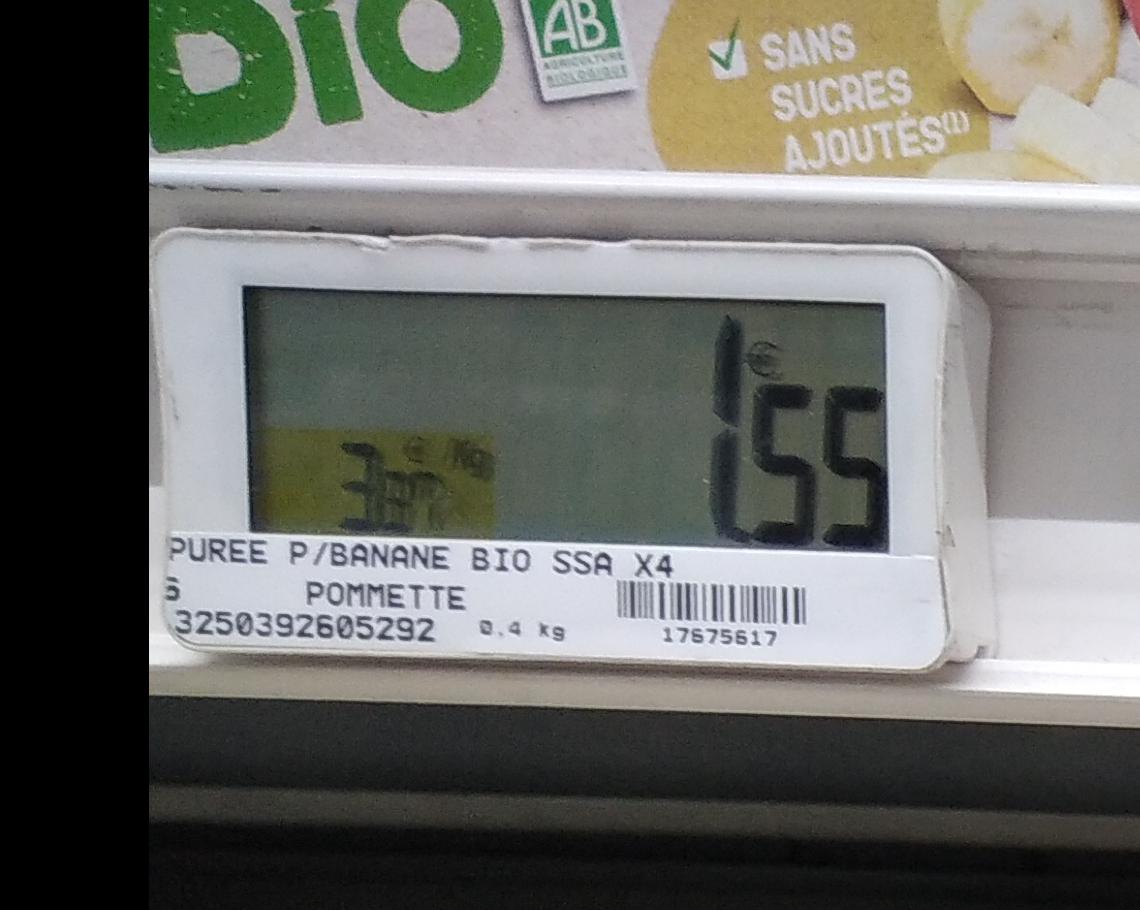 Bio
AB
AGRICULTURE
BIOLOGIQUE
SANS
SUCRES
AJOUTÉS(1)
1€55
€/Kg
PUREE P/BANANE BIO SSA X4
S POMMETTE
3250392605292 0.4 kg 17675617